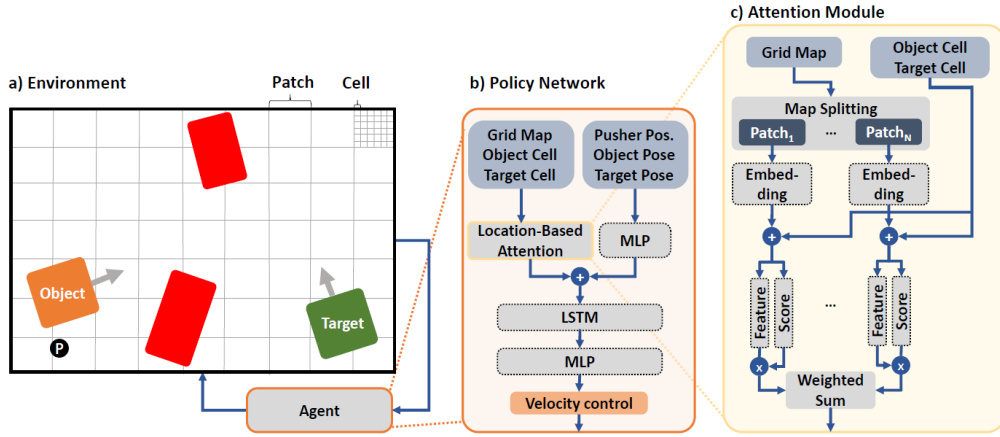 a) Environment
Patch
Cell
Object
Target
P
Agent
b) Policy Network
Grid Map
Object Cell
Target Cell
Pusher Pos.
Object Pose
Target Pose
Location-Based
Attention
MLP
+
LSTM
MLP
Velocity control
c) Attention Module
Grid Map
Object Cell
Target Cell
Map Splitting
Patch1
...
PatchN
Embed-
ding
Embed-
ding
+
+
Feature
Score
...
Feature
Score
x
x
Weighted
Sum